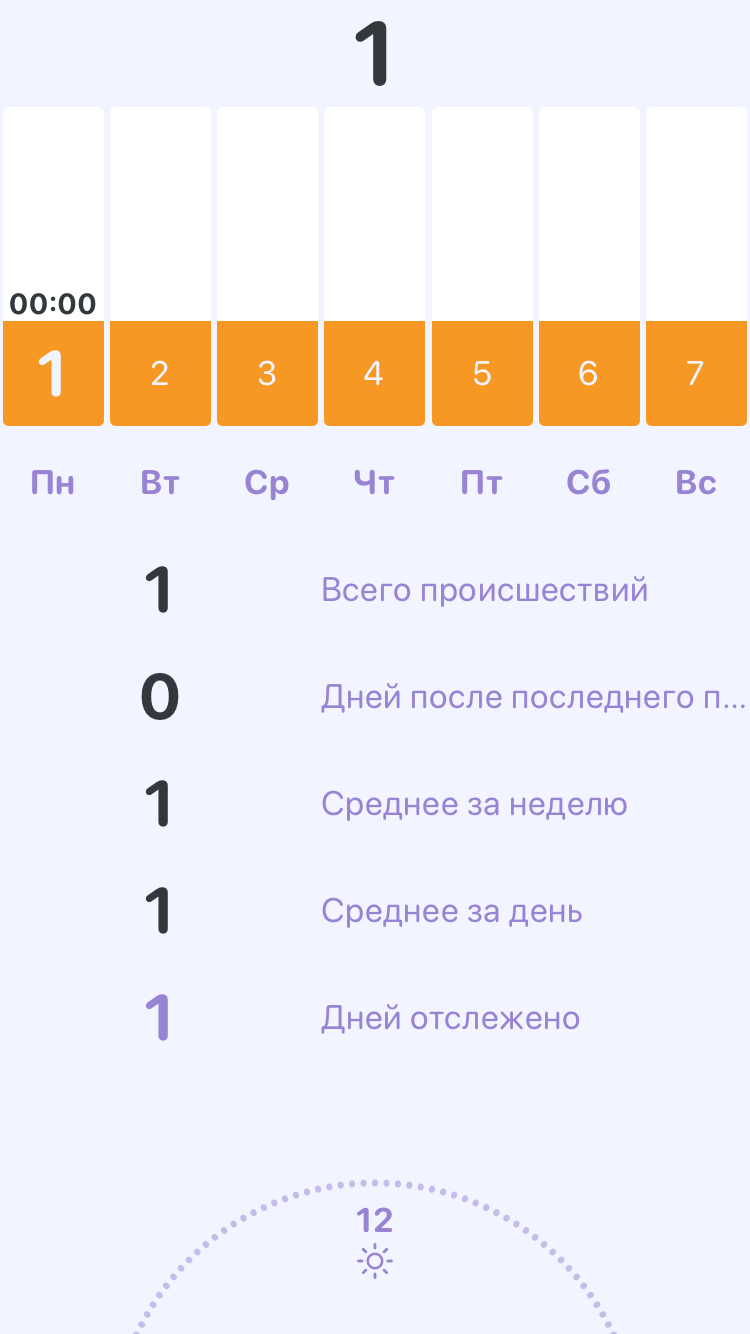 1
00:00
1 2 3 4 5 6 7
Пн Вт Ср Чт Пт Сб Вс
1 Всего происшествий
0 Дней после последнего п...
1 Среднее за неделю
1 Среднее за день
1 Дней отслежено
12